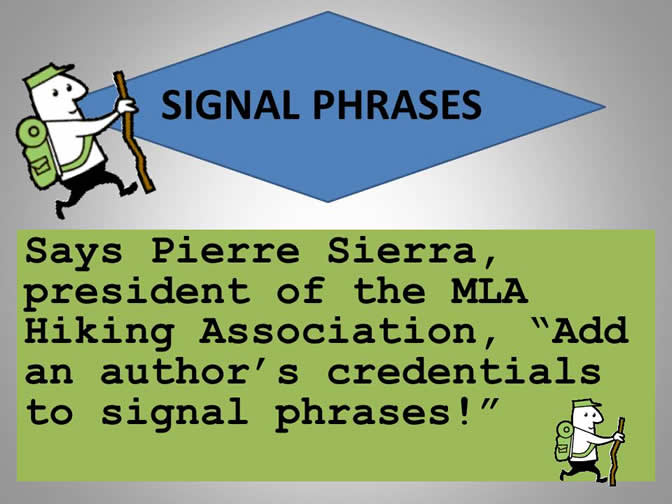 SIGNAL PHRASES
Says Pierre Sierra,
president of the MLA
Hiking Association, “Add
an author’s credentials
to signal phrases!”